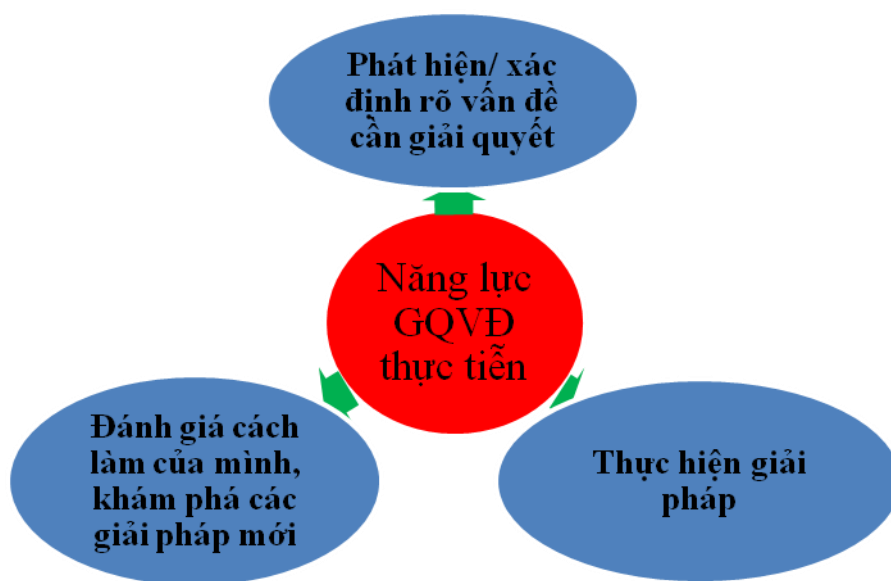 Phát hiện/ xác
định rõ vấn đề
cần giải quyết
Năng lực
GQVĐ
thực tiễn
Đánh giá cách
làm của mình,
khám phá các
giải pháp mới
Thực hiện giải
pháp